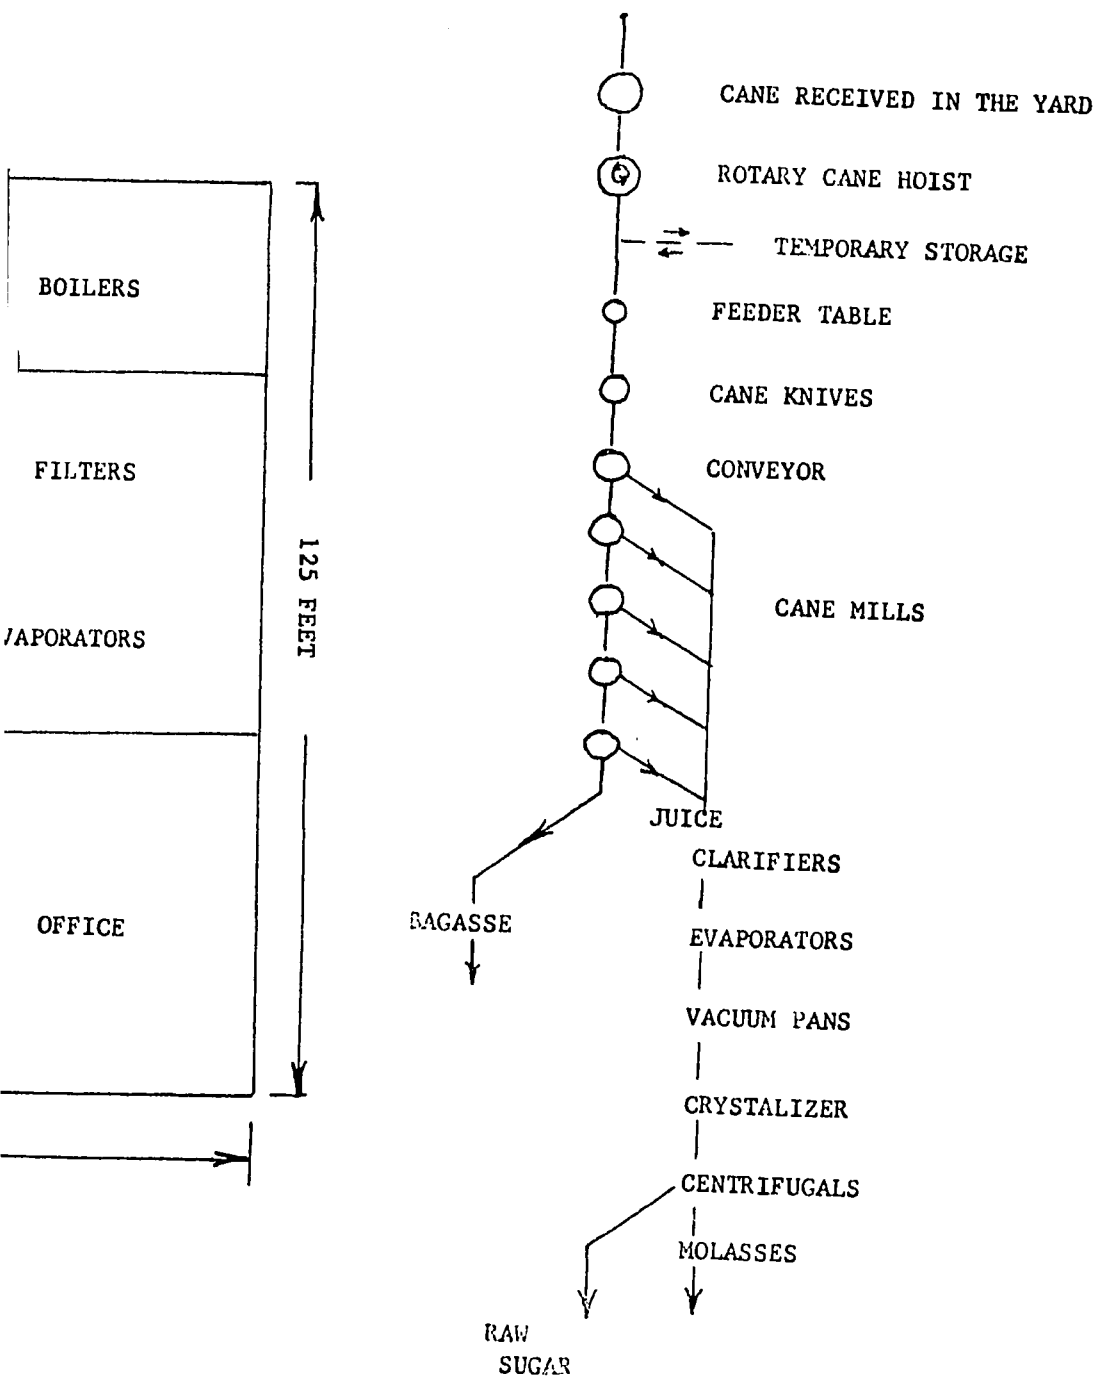 CANE RECEIVED IN THE YARD
ROTARY CANE HOIST
TEMPORARY STORAGE
FEEDER TABLE
CANE KNIVES
CONVEYOR
CANE MILLS
JUICE
CLARIFIERS
BAGASSE
EVAPORATORS
VACUUM PANS
CRYSTALIZER
CENTRIFUGALS
MOLASSES
RAW
SUGAR
BOILERS
FILTERS
VAPORATORS
OFFICE
125 FEET